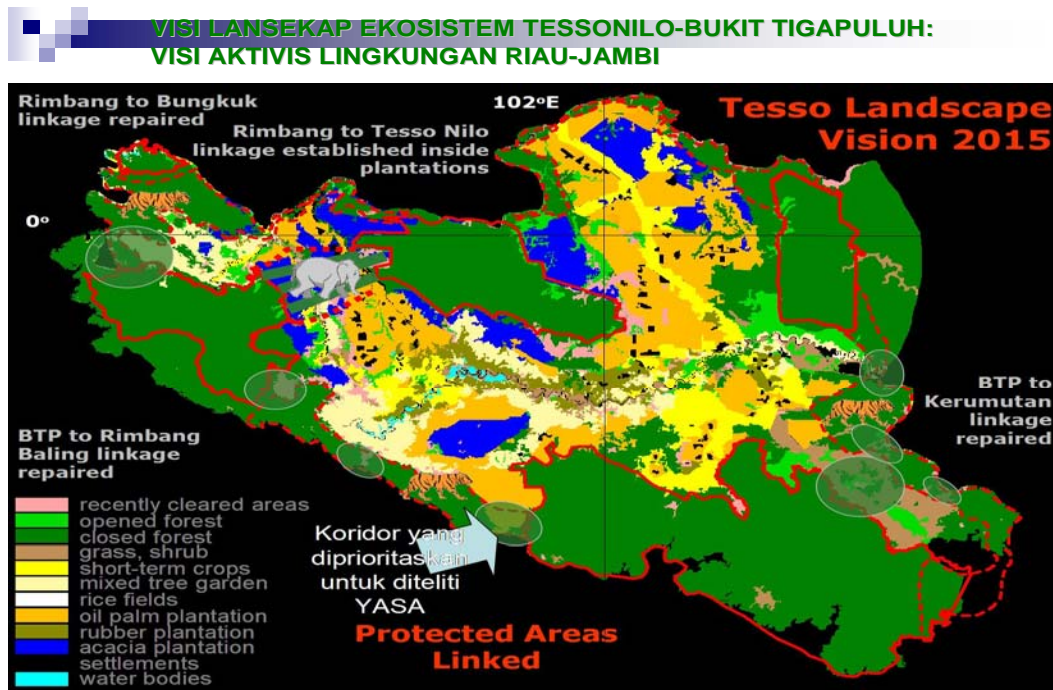 VISI LANSEKAP EKOSISTEM TESSONILO-BUKIT TIGAPULUH:
VISI AKTIVIS LINGKUNGAN RIAU-JAMBI
Rimbang to Bungkuk
linkage repaired
102oE
Tesso Landscape
Vision 2015
Rimbang to Tesso Nilo
linkage established inside
plantations
0o
BTP to
Kerumutan
linkage
repaired
BTP to Rimbang
Baling linkage
repaired
recently cleared areas
opened forest
closed forest
grass, shrub
short-term crops
mixed tree garden
rice fields
oil palm plantation
rubber plantation
acacia plantation
settlements
water bodies
Koridor yang
diprioritaskan
untuk diteliti
YASA
Protected Areas
Linked